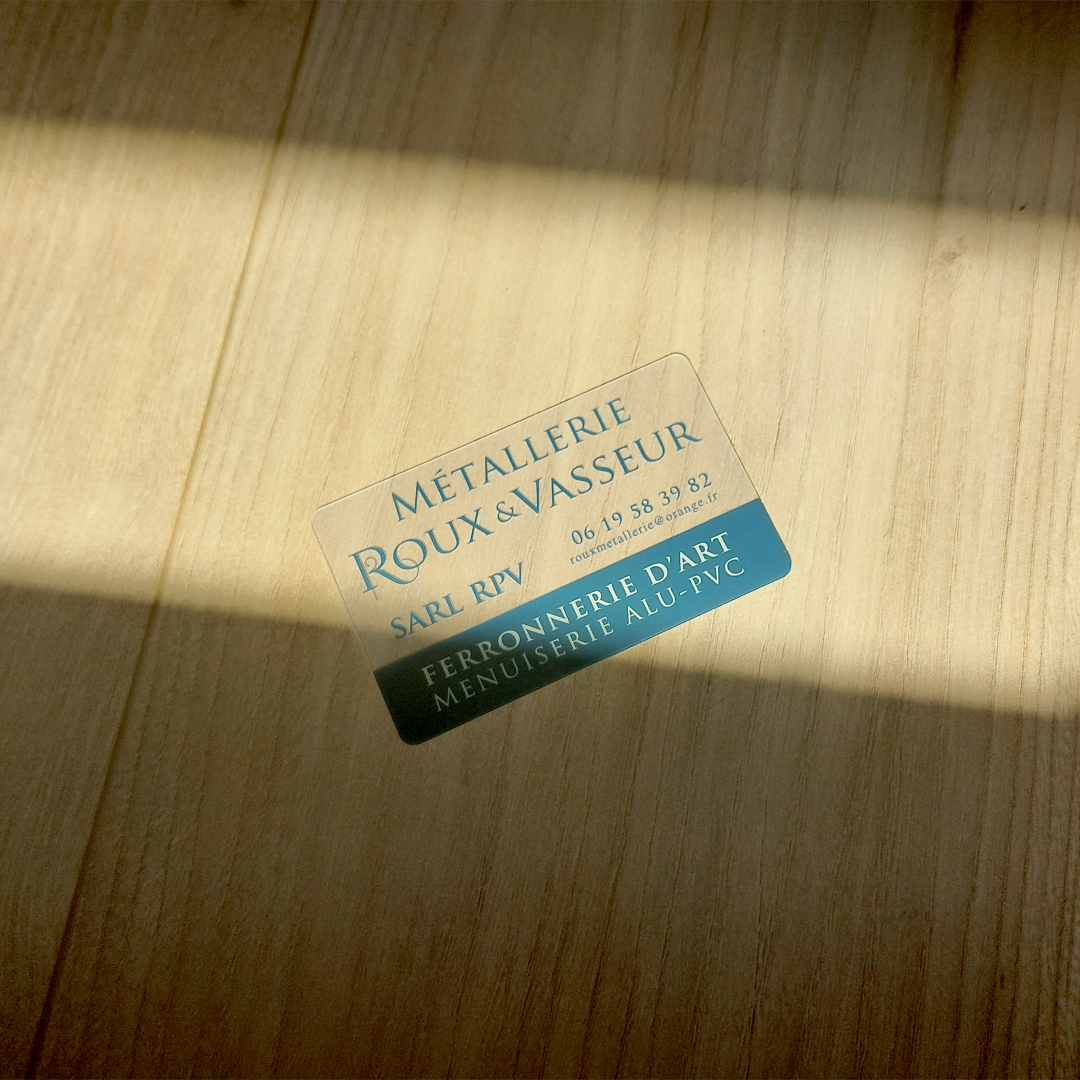 MÉTALLERIE
ROUX & VASSEUR
06 19 58 39 82
rouxmetallerie@orange.fr
SARL RPV
FERRONNERIE D'ART
MENUISERIE ALU-PVC